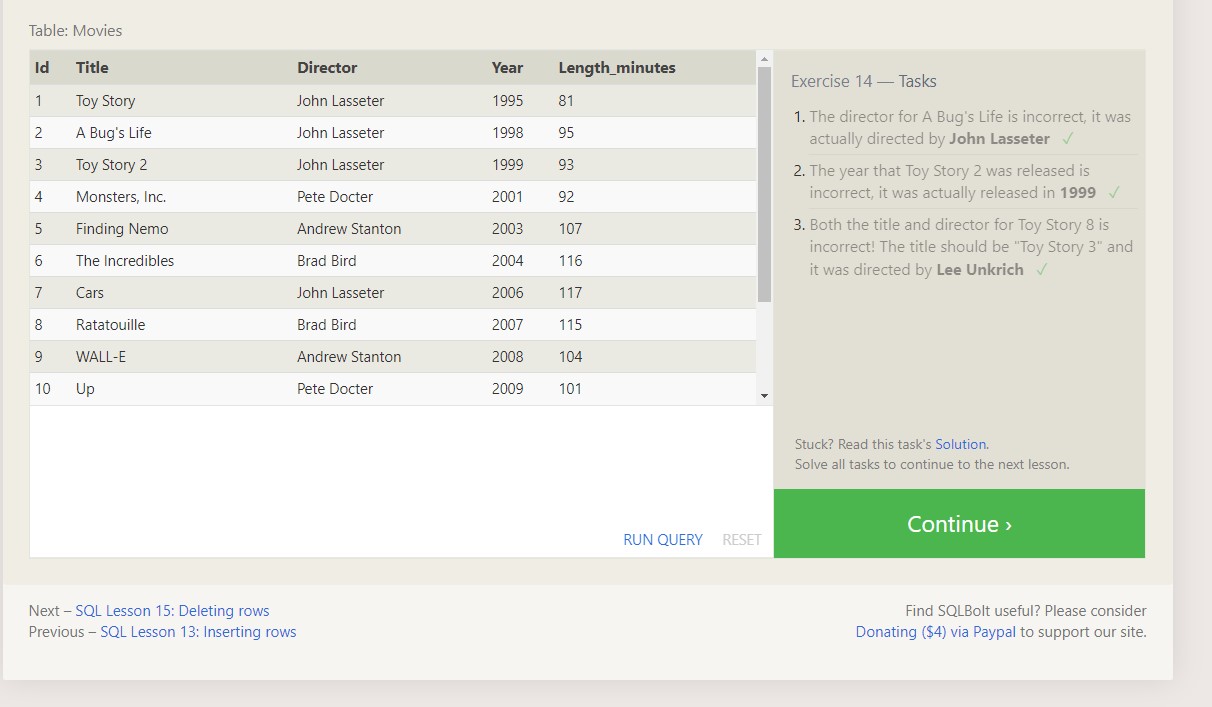 Table: Movies
Id Title Director Year Length_minutes
1 Toy Story John Lasseter 1995 81
2 A Bug's Life John Lasseter 1998 95
3 Toy Story 2 John Lasseter 1999 93
4 Monsters, Inc. Pete Docter 2001 92
5 Finding Nemo Andrew Stanton 2003 107
6 The Incredibles Brad Bird 2004 116
7 Cars John Lasseter 2006 117
8 Ratatouille Brad Bird 2007 115
9 WALL-E Andrew Stanton 2008 104
10 Up Pete Docter 2009 101
RUN QUERY RESET
Exercise 14 — Tasks
1. The director for A Bug's Life is incorrect, it was
actually directed by John Lasseter ✓
2. The year that Toy Story 2 was released is
incorrect, it was actually released in 1999 ✓
3. Both the title and director for Toy Story 8 is
incorrect! The title should be "Toy Story 3" and
it was directed by Lee Unkrich ✓
Stuck? Read this task's Solution.
Solve all tasks to continue to the next lesson.
Continue ›
Next – SQL Lesson 15: Deleting rows
Previous – SQL Lesson 13: Inserting rows
Find SQLBolt useful? Please consider
Donating ($4) via Paypal to support our site.